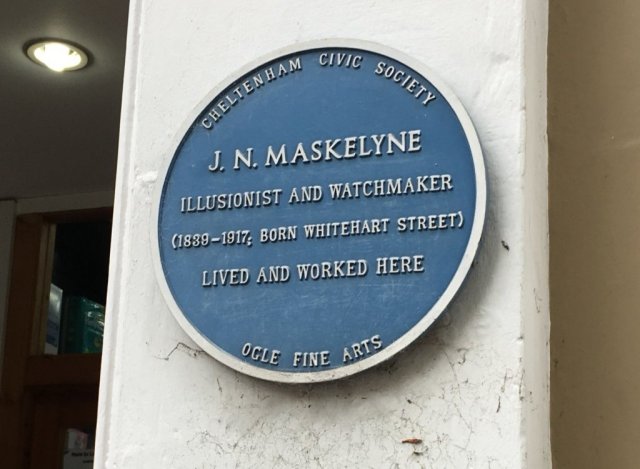 CHELTENHAM CIVIC SOCIETY
J. N. MASKELYNE
ILLUSIONIST AND WATCHMAKER
(1839-1917; BORN WHITEHART STREET)
LIVED AND WORKED HERE
OGLE FINE ARTS